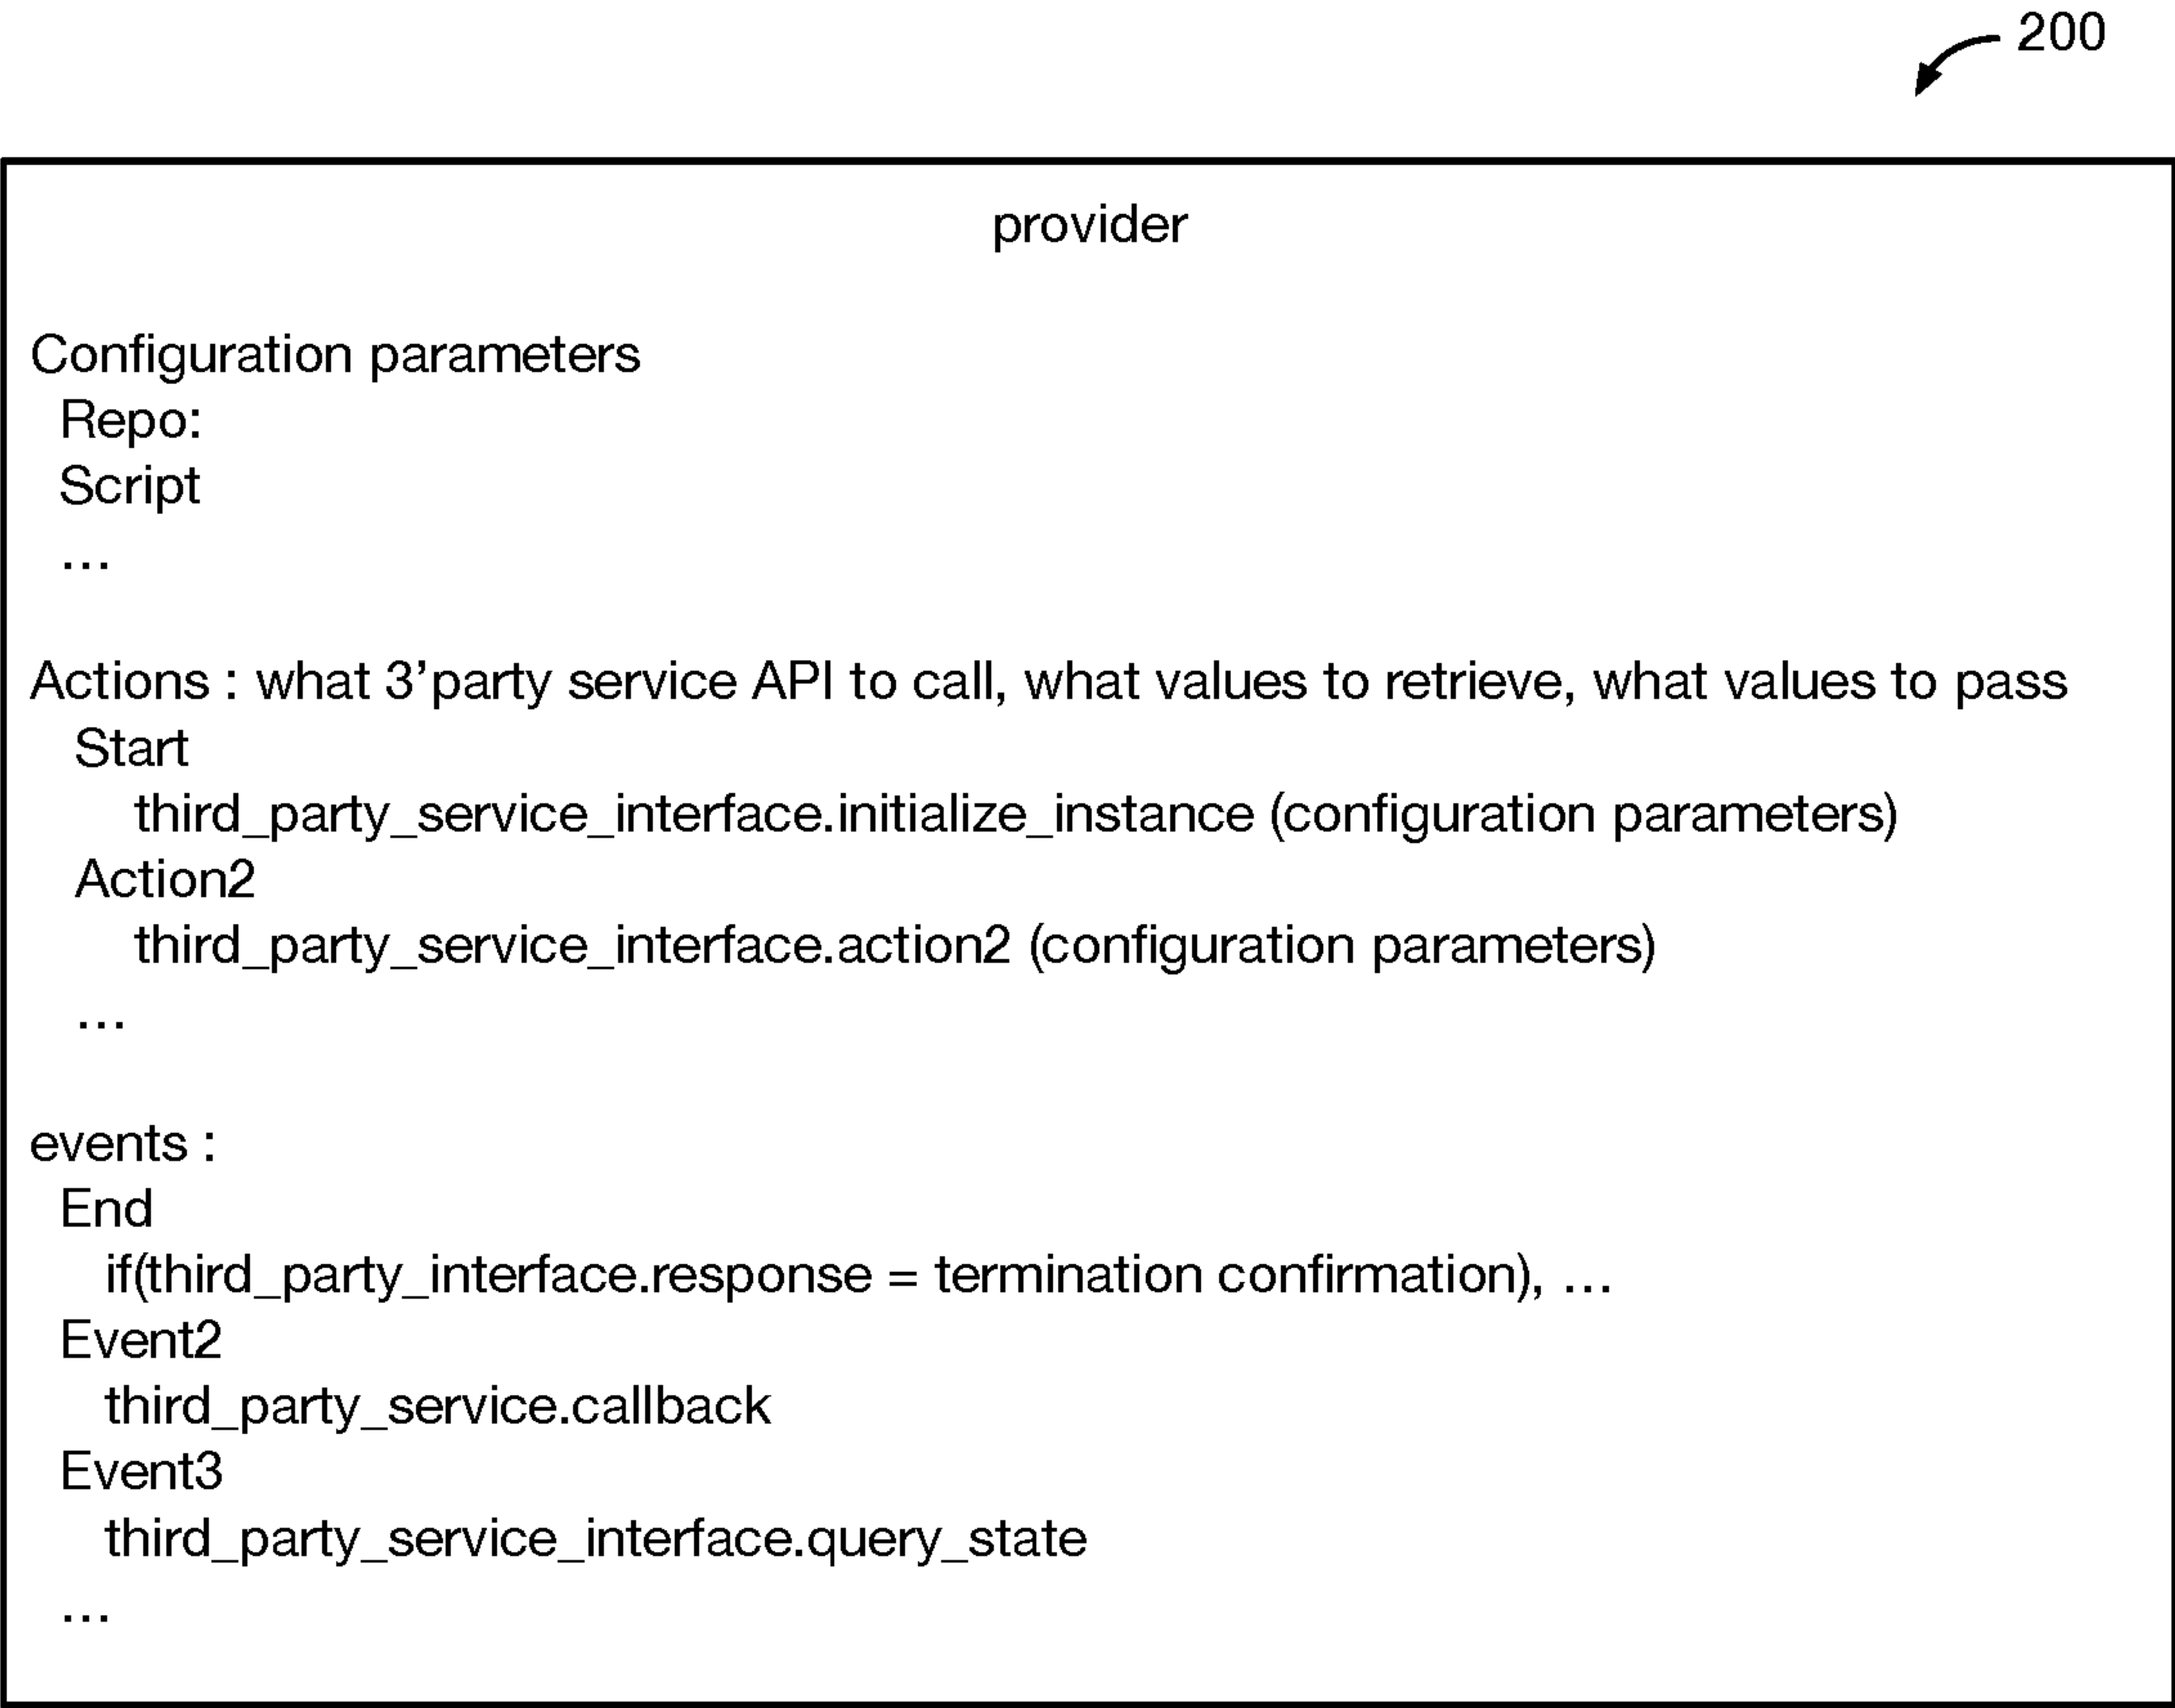 200
provider
Configuration parameters
Repo:
Script
...
Actions : what 3’party service API to call, what values to retrieve, what values to pass
Start
third_party_service_interface.initialize_instance (configuration parameters)
Action2
third_party_service_interface.action2 (configuration parameters)
...
events :
End
if(third_party_interface.response = termination confirmation), ...
Event2
third_party_service.callback
Event3
third_party_service_interface.query_state
...